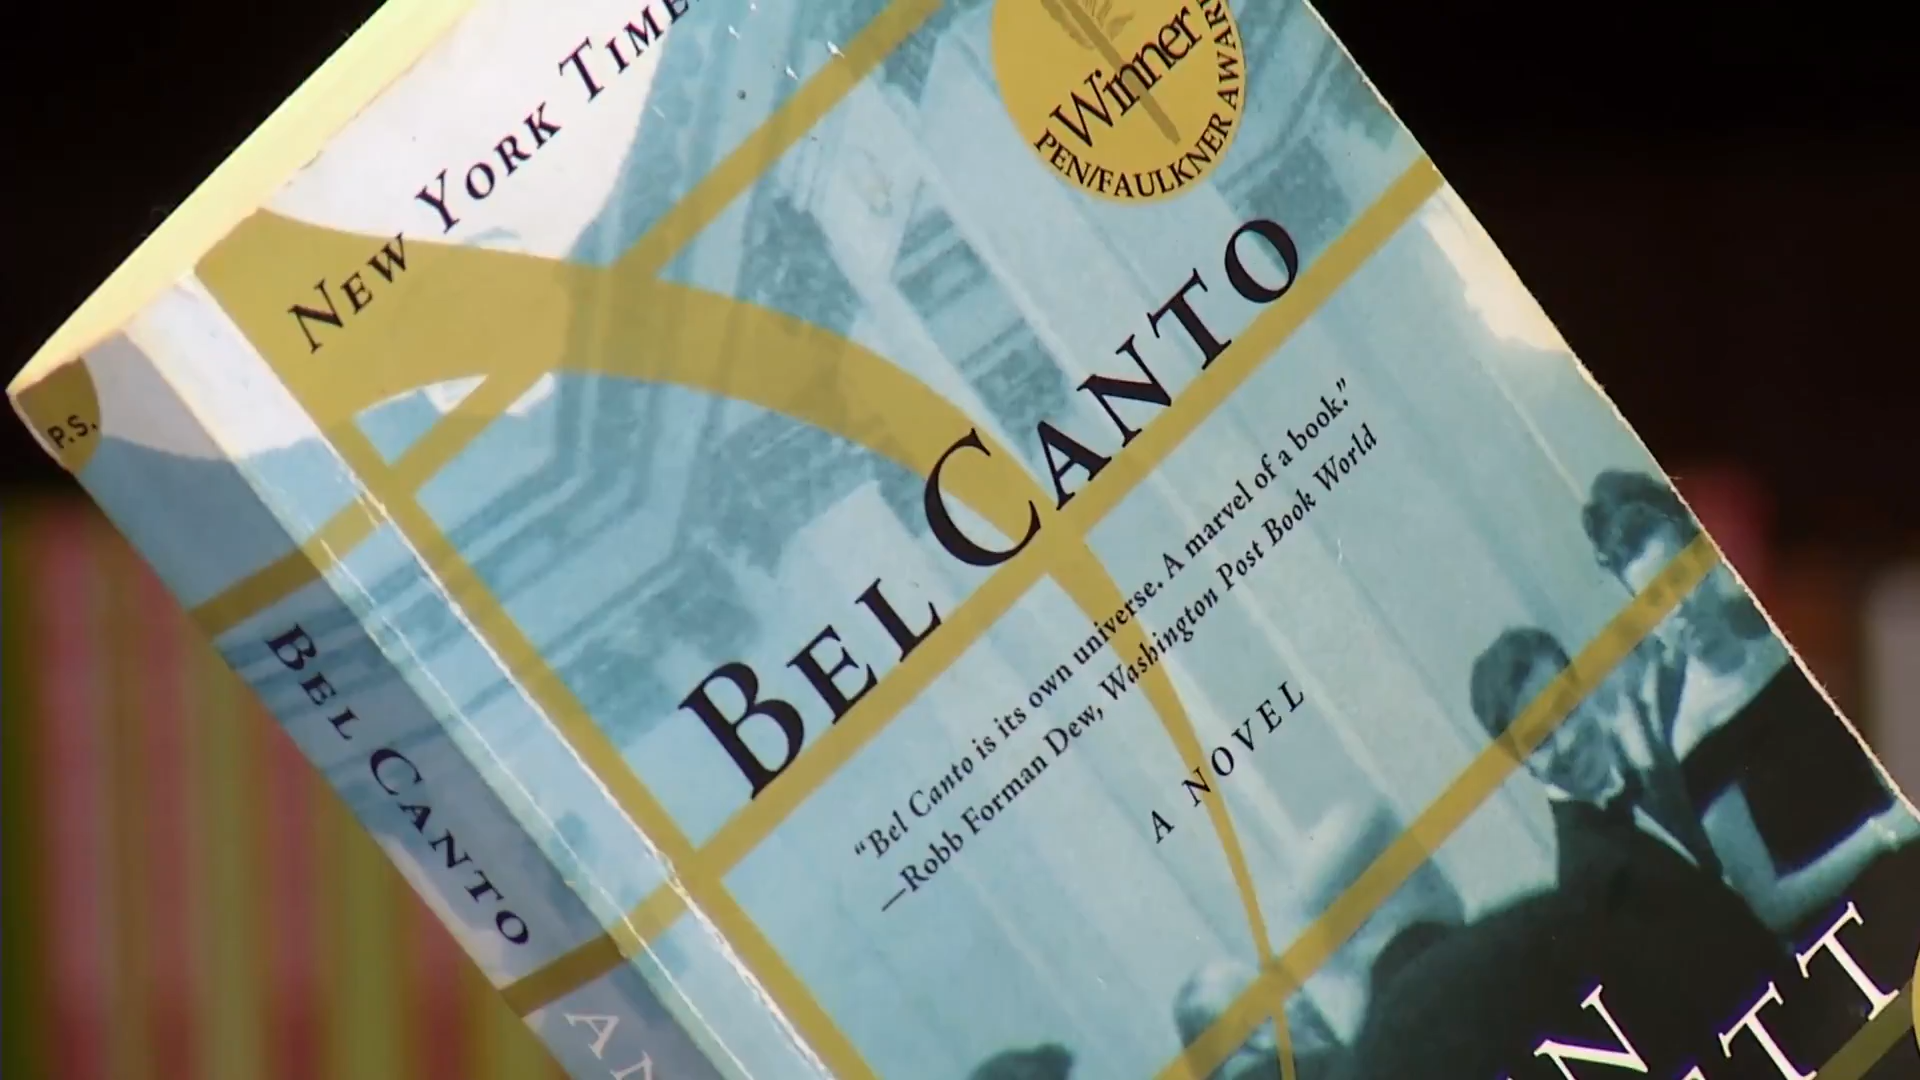 NEW YORK TIMES
Winner
PEN/FAULKNER AWARD
BEL CANTO
"Bel Canto is its own universe. A marvel of a book."
—Robb Forman Dew, Washington Post Book World
A NOVEL
P.S.
BEL CANTO